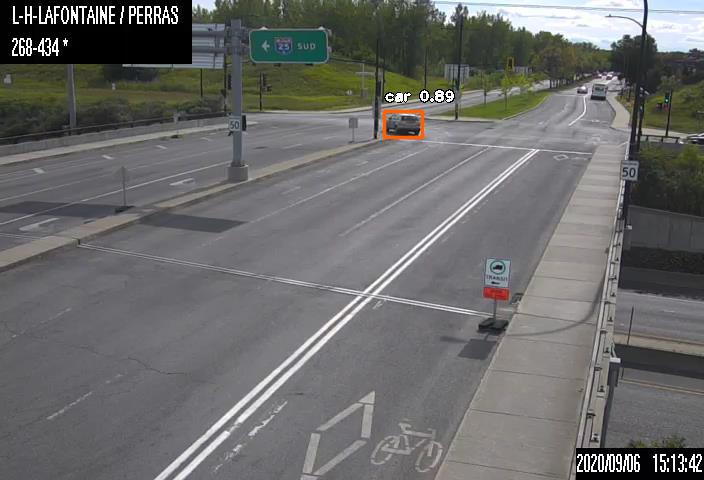 L-H-LAFONTAINE / PERRAS
268-434 *
25 SUD
car 0.89
50
50
TRANSIT
2020/09/06 15:13:42